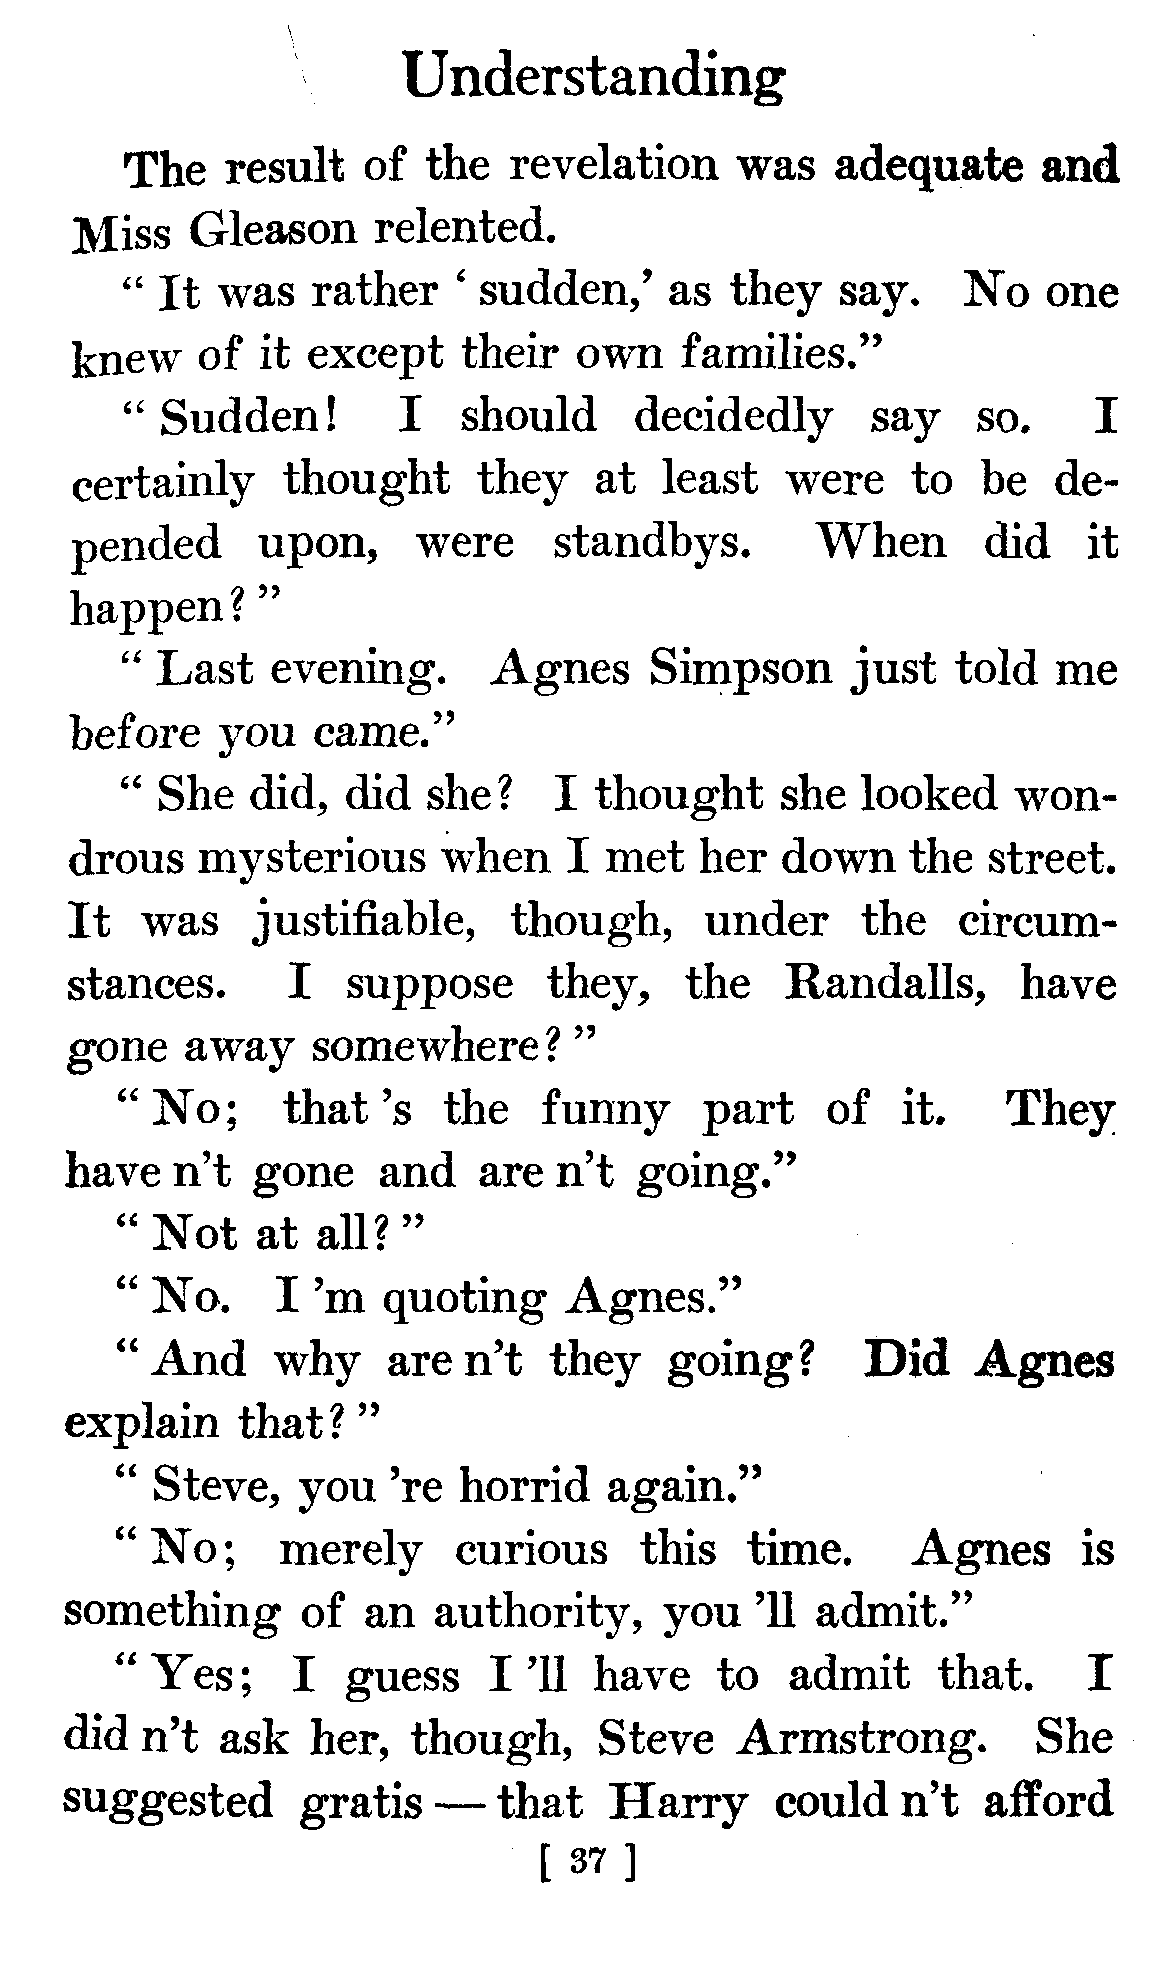 Understanding
The result of the revelation was adequate and
Miss Gleason relented.
“ It was rather ‘ sudden,’ as they say. No one
knew of it except their own families.”
“ Sudden! I should decidedly say so. I
certainly thought they at least were to be de-
pended upon, were standbys. When did it
happen? ”
“ Last evening. Agnes Simpson just told me
before you came.”
“ She did, did she? I thought she looked won-
drous mysterious when I met her down the street.
It was justifiable, though, under the circum-
stances. I suppose they, the Randalls, have
gone away somewhere? ”
“ No; that ’s the funny part of it. They
have n’t gone and are n’t going.”
“ Not at all? ”
“ No. I ’m quoting Agnes.”
“ And why are n’t they going? Did Agnes
explain that? ”
“ Steve, you ’re horrid again.”
“ No; merely curious this time. Agnes is
something of an authority, you ’ll admit.”
“ Yes; I guess I ’ll have to admit that. I
did n’t ask her, though, Steve Armstrong. She
suggested gratis — that Harry could n’t afford
[ 37 ]